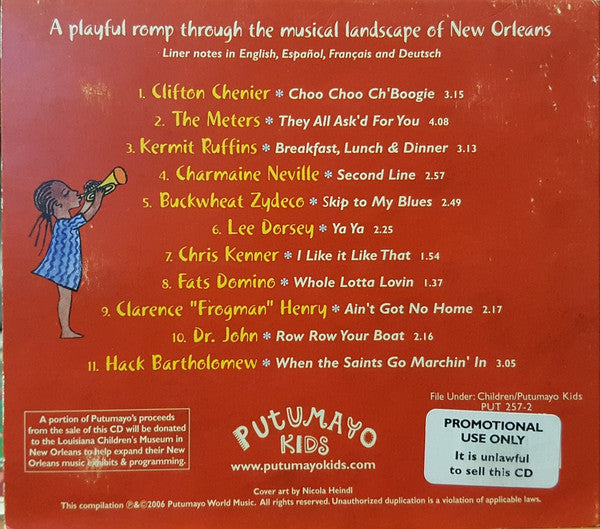 A playful romp through the musical landscape of New Orleans
Liner notes in English, Español, Français and Deutsch
1. Clifton Chenier * Choo Choo Ch'Boogie 3.15
2. The Meters * They All Ask'd For You 4.08
3. Kermit Ruffins * Breakfast, Lunch & Dinner 3.13
4. Charmaine Neville * Second Line 2.57
5. Buckwheat Zydeco * Skip to My Blues 2.49
6. Lee Dorsey * Ya Ya 2.25
7. Chris Kenner * I Like it Like That 1.54
8. Fats Domino * Whole Lotta Lovin 1.37
9. Clarence "Frogman" Henry * Ain't Got No Home 2.17
10. Dr. John * Row Row Your Boat 2.16
11. Hack Bartholomew * When the Saints Go Marchin' In 3.05
File Under: Children/Putumayo Kids
PUT 257-2
A portion of Putumayo's proceeds
from the sale of this CD will be donated
to the Louisiana Children's Museum in
New Orleans to help expand their New
Orleans music exhibits & programming.
PUTUMAYO
KIDS
www.putumayokids.com
PROMOTIONAL
USE ONLY
It is unlawful
to sell this CD
Cover art by Nicola Heindl
This compilation ℗&©2006 Putumayo World Music. All rights reserved. Unauthorized duplication is a violation of applicable laws.